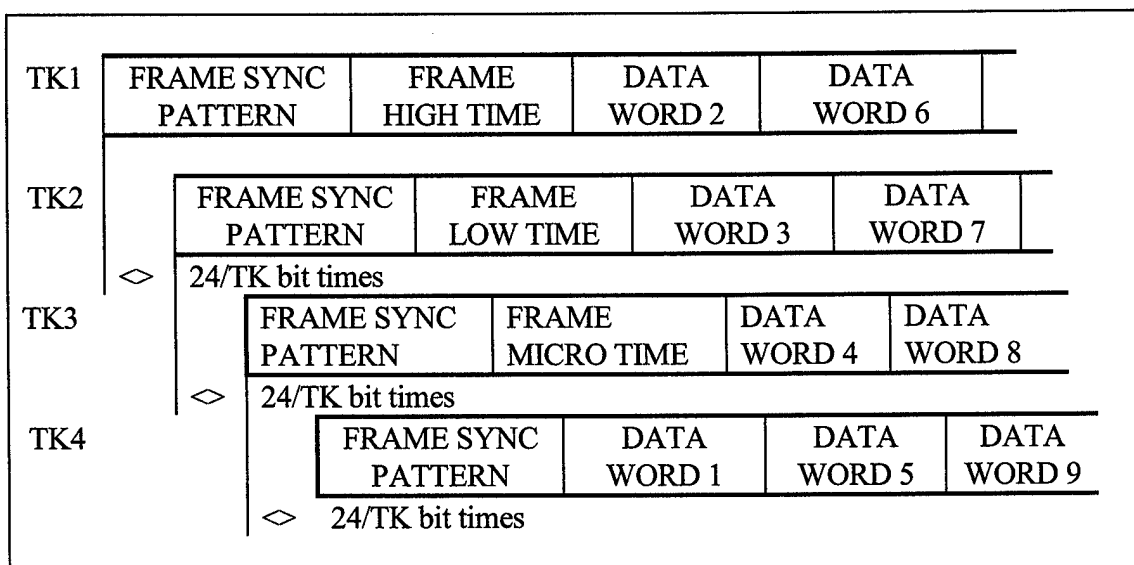 TK1 FRAME SYNC FRAME DATA DATA
PATTERN HIGH TIME WORD 2 WORD 6
TK2 FRAME SYNC FRAME DATA DATA
PATTERN LOW TIME WORD 3 WORD 7
<> 24/TK bit times
TK3 FRAME SYNC FRAME DATA DATA
PATTERN MICRO TIME WORD 4 WORD 8
<> 24/TK bit times
TK4 FRAME SYNC DATA DATA DATA
PATTERN WORD 1 WORD 5 WORD 9
<> 24/TK bit times